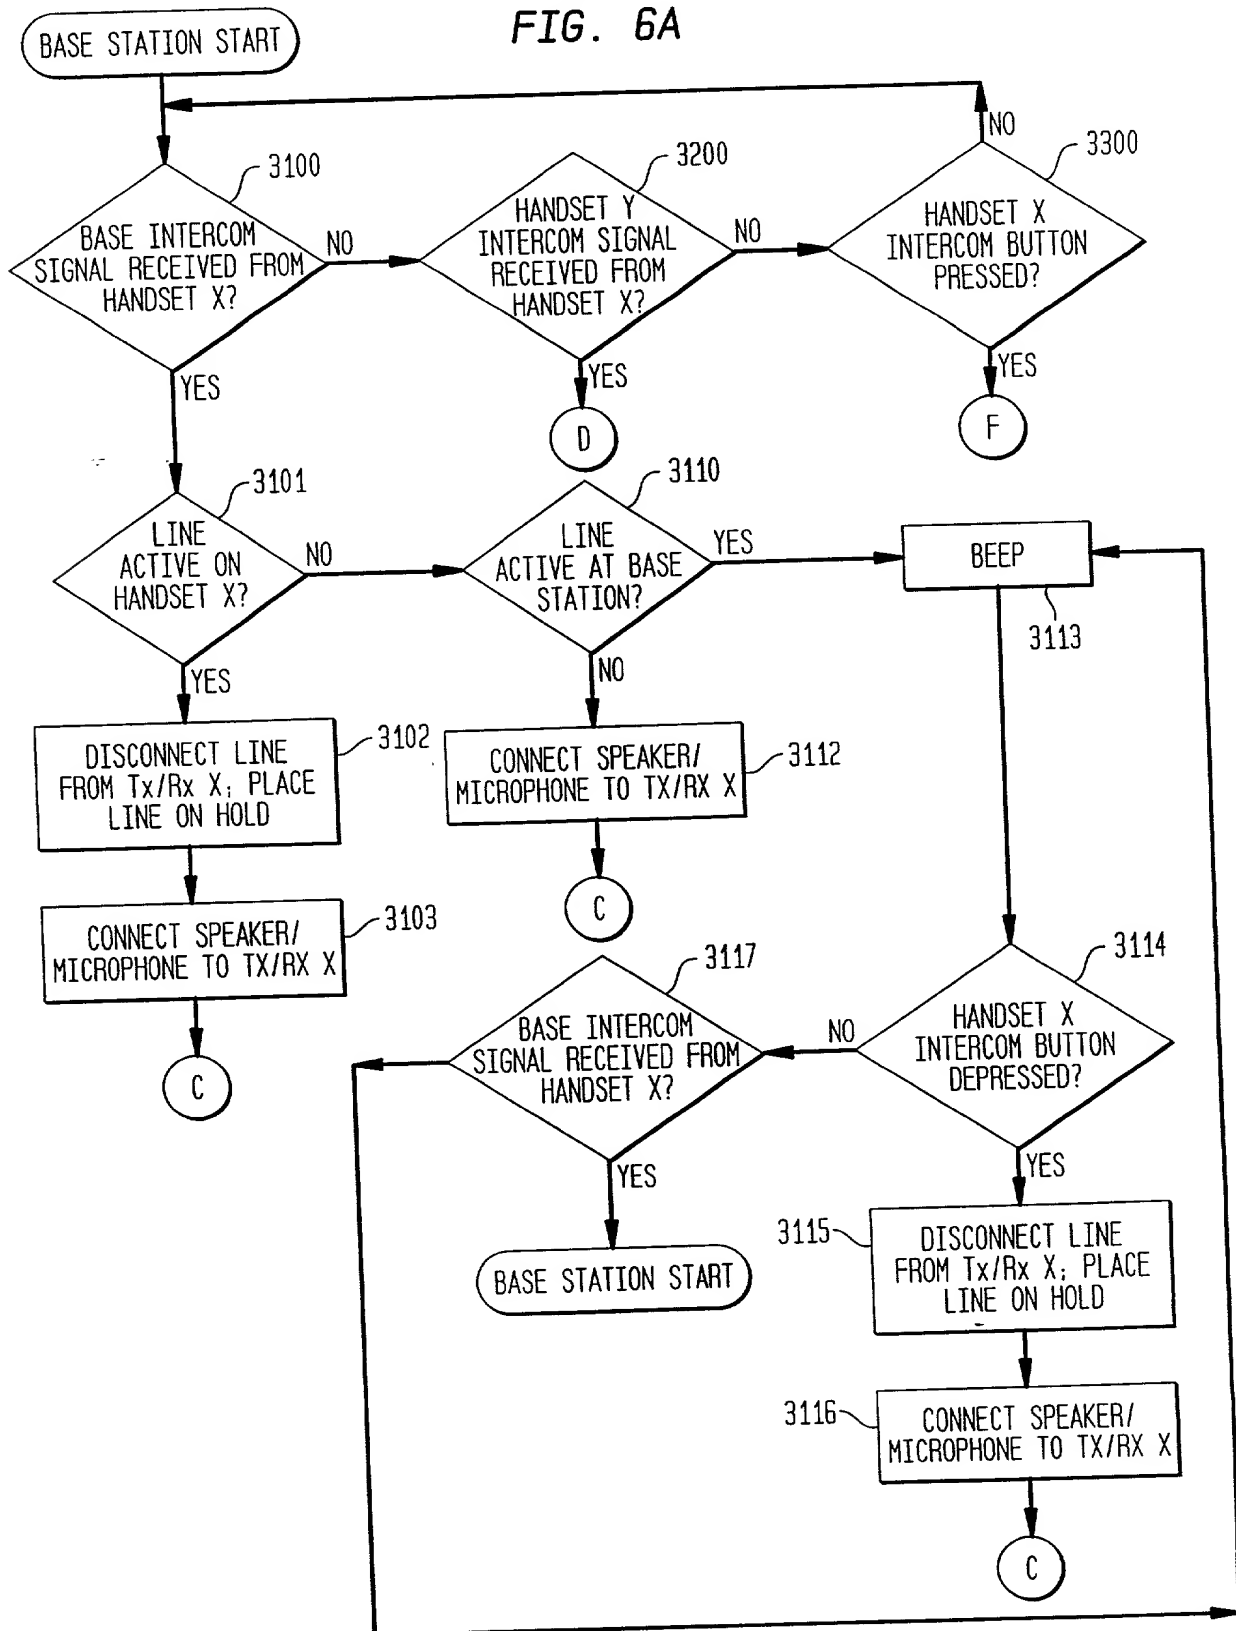 FIG. 6A
BASE STATION START
3100
BASE INTERCOM
SIGNAL RECEIVED FROM
HANDSET X?
NO
YES
3200
HANDSET Y
INTERCOM SIGNAL
RECEIVED FROM
HANDSET X?
NO
YES
D
3300
HANDSET X
INTERCOM BUTTON
PRESSED?
NO
YES
F
3101
LINE
ACTIVE ON
HANDSET X?
NO
YES
3110
LINE
ACTIVE AT BASE
STATION?
YES
NO
BEEP
3113
3102
DISCONNECT LINE
FROM Tx/Rx X; PLACE
LINE ON HOLD
3112
CONNECT SPEAKER/
MICROPHONE TO TX/RX X
C
3103
CONNECT SPEAKER/
MICROPHONE TO TX/RX X
C
3117
BASE INTERCOM
SIGNAL RECEIVED FROM
HANDSET X?
YES
BASE STATION START
3114
HANDSET X
INTERCOM BUTTON
DEPRESSED?
NO
YES
3115
DISCONNECT LINE
FROM Tx/Rx X; PLACE
LINE ON HOLD
3116
CONNECT SPEAKER/
MICROPHONE TO TX/RX X
C